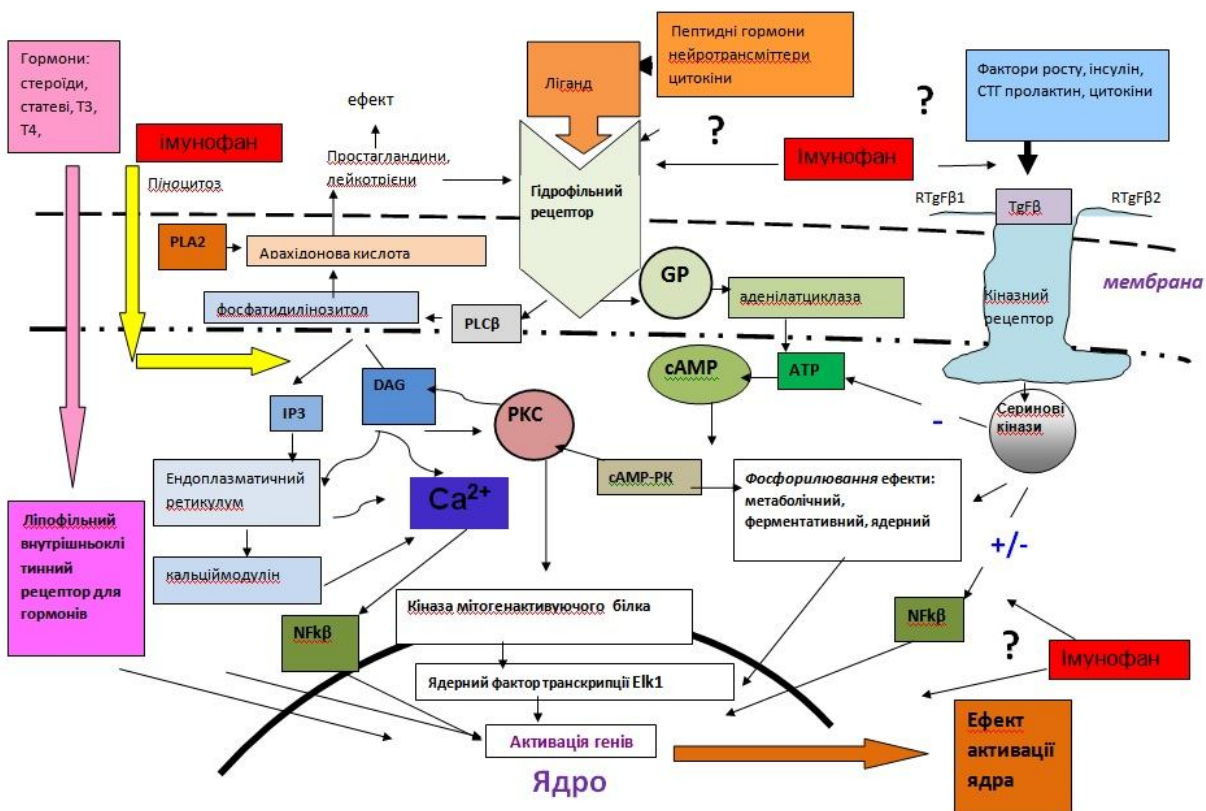 Гормони:
стероїди,
статеві, Т3,
Т4,
імунофан
Піноцитоз
ефект
Простагландини,
лейкотрієни
Ліганд
Пептидні гормони
нейротрансміттери
цитокіни
?
?
Імунофан
Фактори росту, інсулін,
СТГ пролактин, цитокіни
Гідрофільний
рецептор
RTgFβ1
TgFβ
RTgFβ2
PLA2
Арахідонова кислота
GP
мембрана
фосфатидилінозитол
PLCβ
аденілатциклаза
Кіназний
рецептор
DAG
cAMP
ATP
IP3
PKC
-
Серинові
кінази
Ендоплазматичний
ретикулум
Ca²⁺
cAMP-PK
Фосфорилювання ефекти:
метаболічний,
ферментативний, ядерний
Ліпофільний
внутрішньоклі
тинний
рецептор для
гормонів
кальціймодулін
+/-
Кіназа мітогенактивуючого білка
NFkβ
NFkβ
?
Імунофан
Ядерний фактор транскрипції Elk1
Активація генів
Ефект
активації
ядра
Ядро